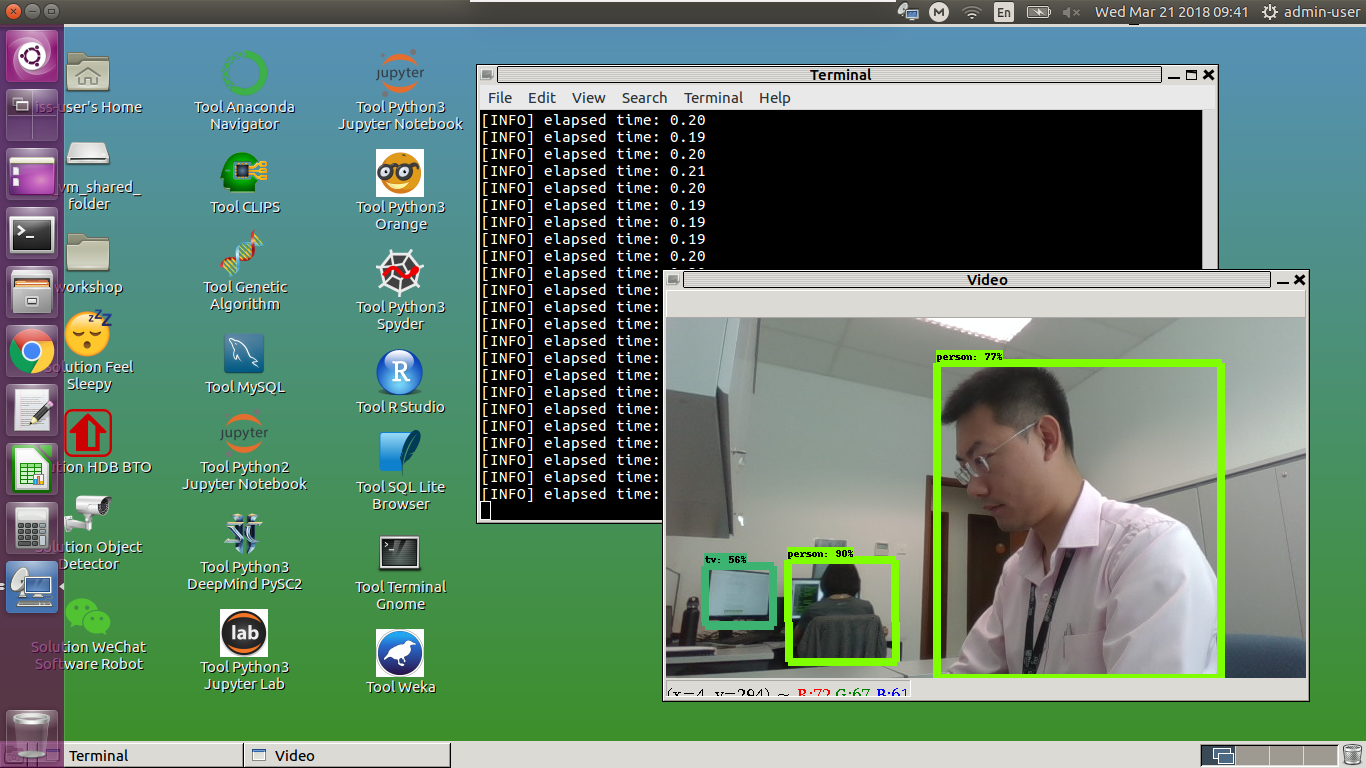 En
Wed Mar 21 2018 09:41
admin-user
iss-user's Home
vm_shared_
folder
workshop
Solution Feel
Sleepy
HDB BTO
Solution Object
Detector
Solution WeChat
Software Robot
Tool Anaconda
Navigator
Tool CLIPS
Tool Genetic
Algorithm
Tool MySQL
jupyter
Tool Python2
Jupyter Notebook
Tool Python3
DeepMind PySC2
lab
Tool Python3
Jupyter Lab
jupyter
Tool Python3
Jupyter Notebook
Tool Python3
Orange
Tool Python3
Spyder
R
Tool R Studio
Tool SQL Lite
Browser
Tool Terminal
Gnome
Tool Weka
Terminal
File Edit View Search Terminal Help
[INFO] elapsed time: 0.20
[INFO] elapsed time: 0.19
[INFO] elapsed time: 0.20
[INFO] elapsed time: 0.21
[INFO] elapsed time: 0.20
[INFO] elapsed time: 0.19
[INFO] elapsed time: 0.19
[INFO] elapsed time: 0.19
[INFO] elapsed time: 0.20
[INFO] elapsed time:
[INFO] elapsed time:
[INFO] elapsed time:
[INFO] elapsed time:
[INFO] elapsed time:
[INFO] elapsed time:
[INFO] elapsed time:
[INFO] elapsed time:
[INFO] elapsed time:
[INFO] elapsed time:
[INFO] elapsed time:
[INFO] elapsed time:
[INFO] elapsed time:
[INFO] elapsed time:
Video
person: 77%
person: 90%
tv: 56%
(x=4, y=294) ~ R:72 G:67 B:61
Terminal
Video